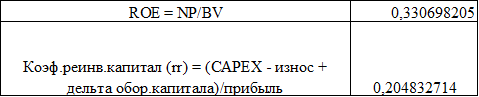 ROE = NP/BV 0,330698205
Коэф.реинв.капитал (rr) = (CAPEX - износ +
дельта обор.капитала)/прибыль 0,204832714